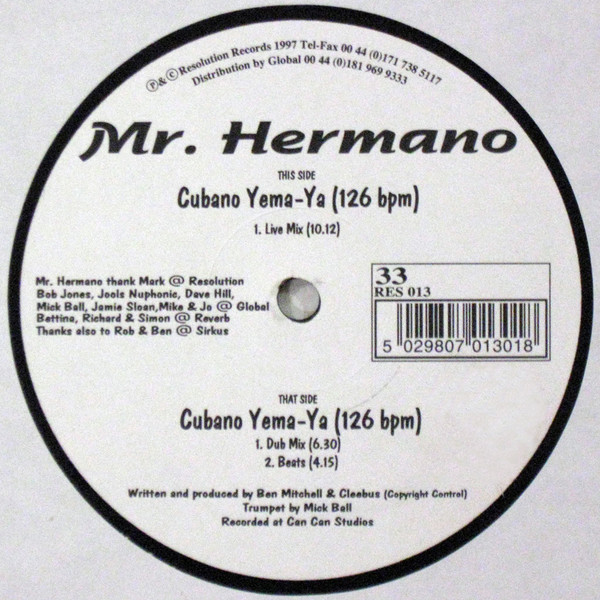 ℗&©Resolution Records 1997 Tel-Fax 00 44 (0)171 738 5117
Distribution by Global 00 44 (0)181 969 9333
Mr. Hermano
THIS SIDE
Cubano Yema-Ya (126 bpm)
1. Live Mix (10.12)
Mr. Hermano thank Mark @ Resolution
Bob Jones, Jools Nuphonic, Dave Hill,
Mick Ball, Jamie Sloan,Mike & Jo @ Global
Bettina, Richard & Simon @ Reverb
Thanks also to Rob & Ben @ Sirkus
33
RES 013
5 029807 013018
THAT SIDE
Cubano Yema-Ya (126 bpm)
1. Dub Mix (6.30)
2. Beats (4.15)
Written and produced by Ben Mitchell & Cleebus (Copyright Control)
Trumpet by Mick Ball
Recorded at Can Can Studios